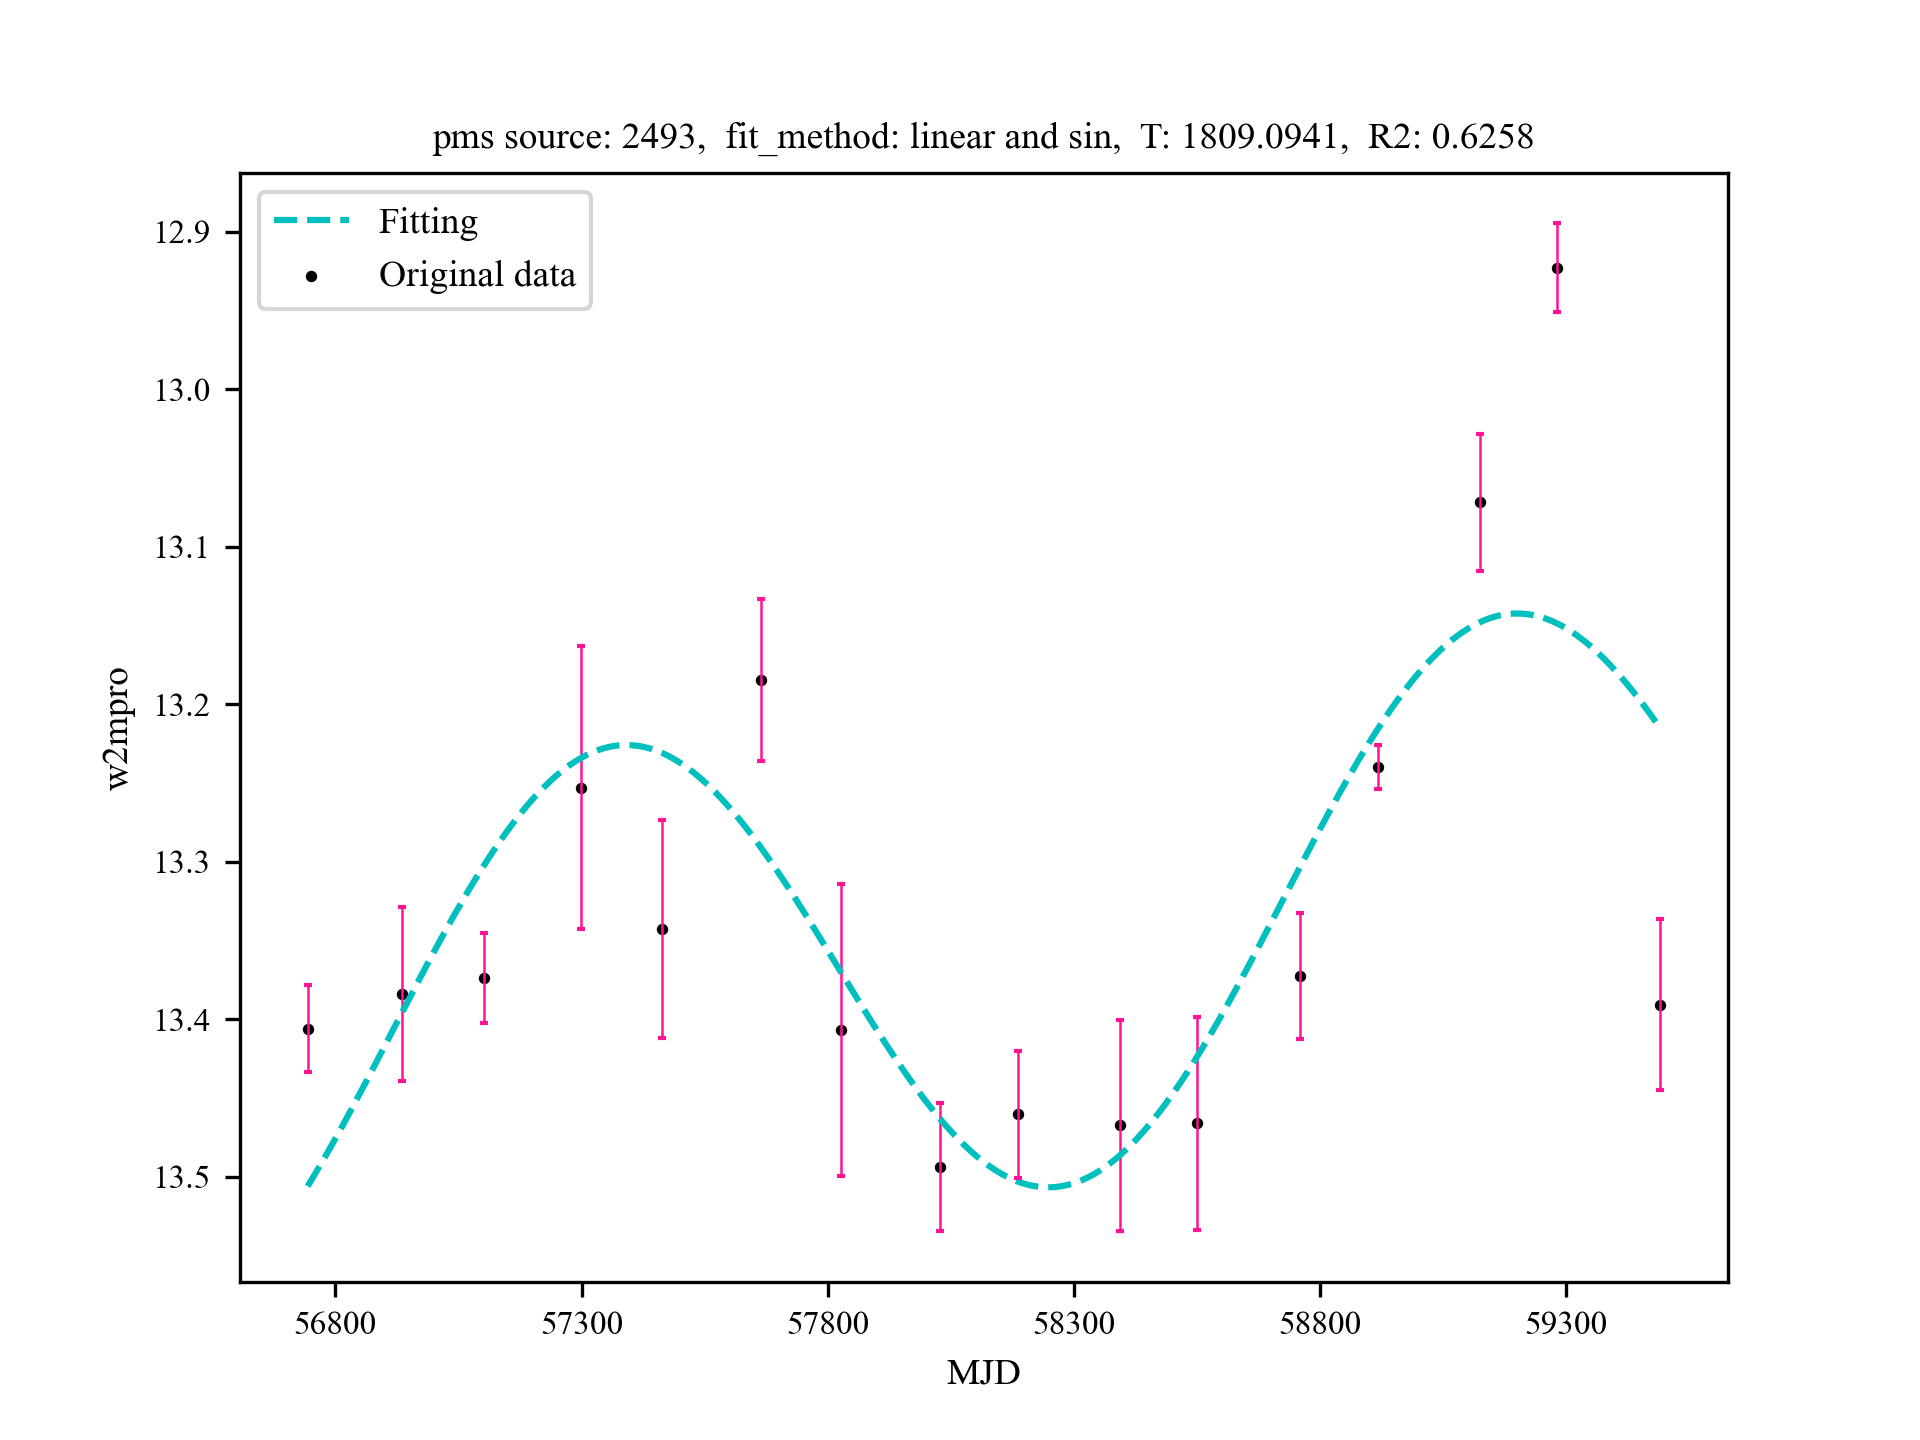 pms source: 2493,  fit_method: linear and sin,  T: 1809.0941,  R2: 0.6258
Fitting
Original data
12.9
13.0
13.1
13.2
13.3
13.4
13.5
w2mpro
56800 57300 57800 58300 58800 59300
MJD